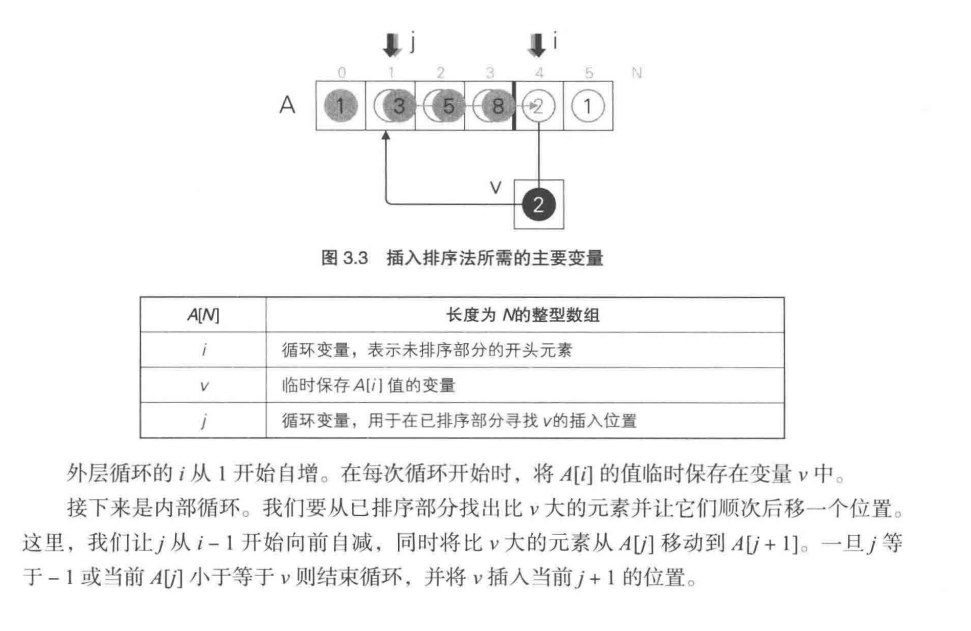 j
i
0 1 2 3 4 5 N
A 1 3 5 8 2 1
v
2
图 3.3 插入排序法所需的主要变量
A[N] 长度为 N的整型数组
i 循环变量，表示未排序部分的开头元素
v 临时保存 A[i] 值的变量
j 循环变量，用于在已排序部分寻找 v的插入位置
外层循环的 i 从 1 开始自增。在每次循环开始时，将 A[i] 的值临时保存在变量 v 中。
接下来是内部循环。我们要从已排序部分找出比 v 大的元素并让它们顺次后移一个位置。
这里，我们让 j 从 i – 1 开始向前自减，同时将比 v 大的元素从 A[j] 移动到 A[j + 1]。一旦 j 等
于 – 1 或当前 A[j] 小于等于 v 则结束循环，并将 v 插入当前 j + 1 的位置。